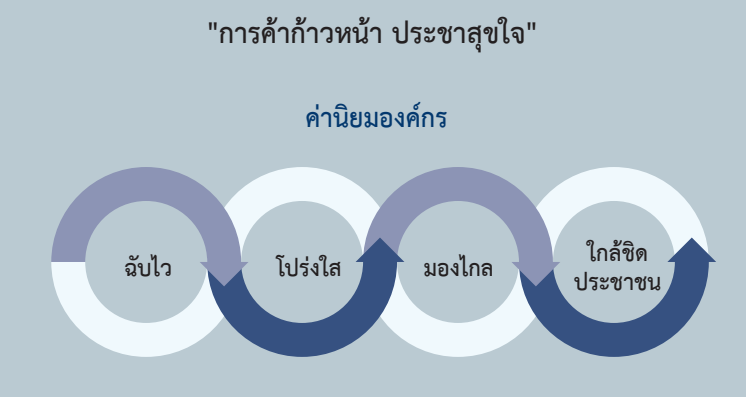 "การค้าก้าวหน้า ประชาสุขใจ"
ค่านิยมองค์กร
ฉับไว
โปร่งใส
มองไกล
ใกล้ชิด
ประชาชน